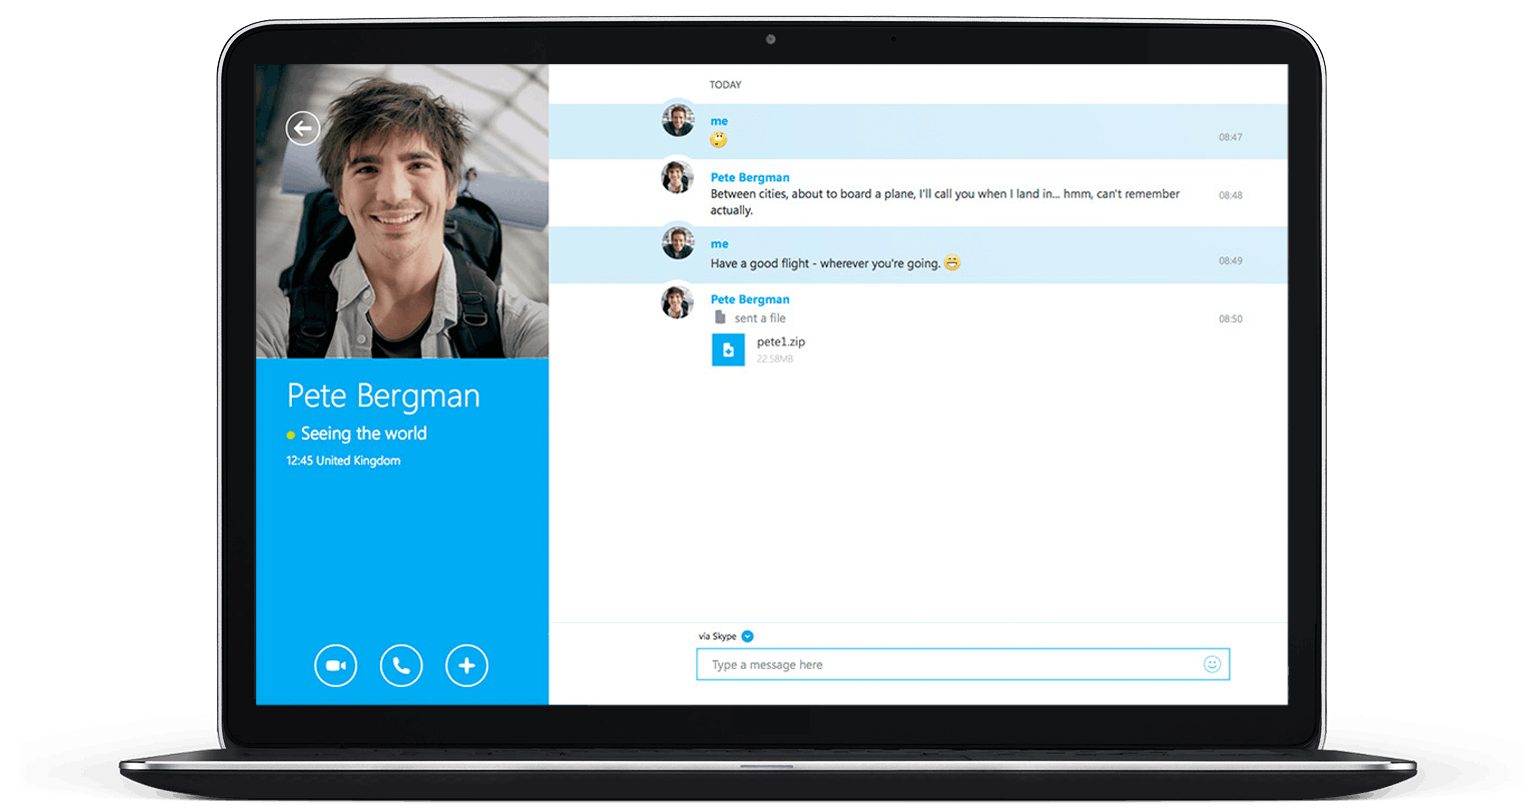 TODAY
me
08:47
Pete Bergman
Between cities, about to board a plane, I'll call you when I land in... hmm, can't remember
08:48
actually.
me
Have a good flight - wherever you're going.
08:49
Pete Bergman
sent a file
08:50
pete1.zip
22.58MB
Pete Bergman
Seeing the world
12:45 United Kingdom
via Skype
Type a message here